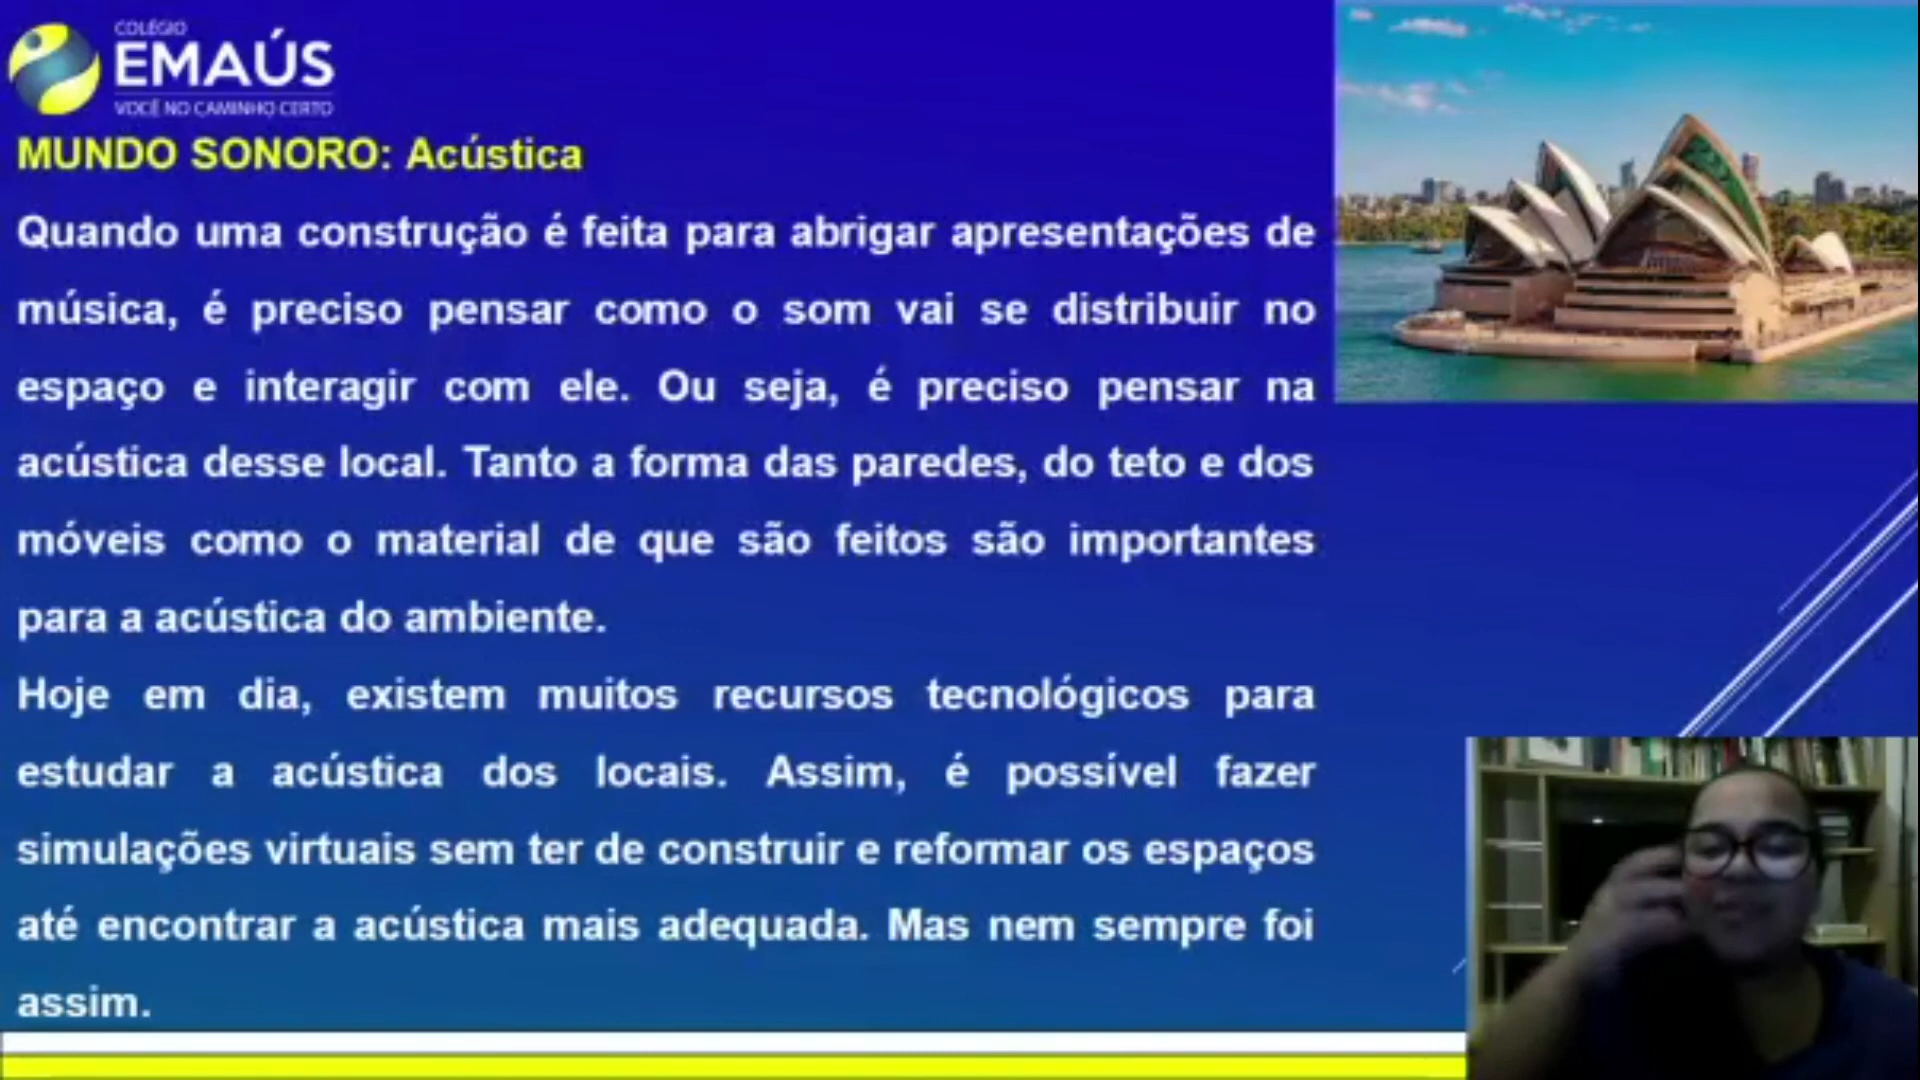 COLÉGIO
EMAÚS
VOCÊ NO CAMINHO CERTO
MUNDO SONORO: Acústica
Quando uma construção é feita para abrigar apresentações de
música, é preciso pensar como o som vai se distribuir no
espaço e interagir com ele. Ou seja, é preciso pensar na
acústica desse local. Tanto a forma das paredes, do teto e dos
móveis como o material de que são feitos são importantes
para a acústica do ambiente.
Hoje em dia, existem muitos recursos tecnológicos para
estudar a acústica dos locais. Assim, é possível fazer
simulações virtuais sem ter de construir e reformar os espaços
até encontrar a acústica mais adequada. Mas nem sempre foi
assim.